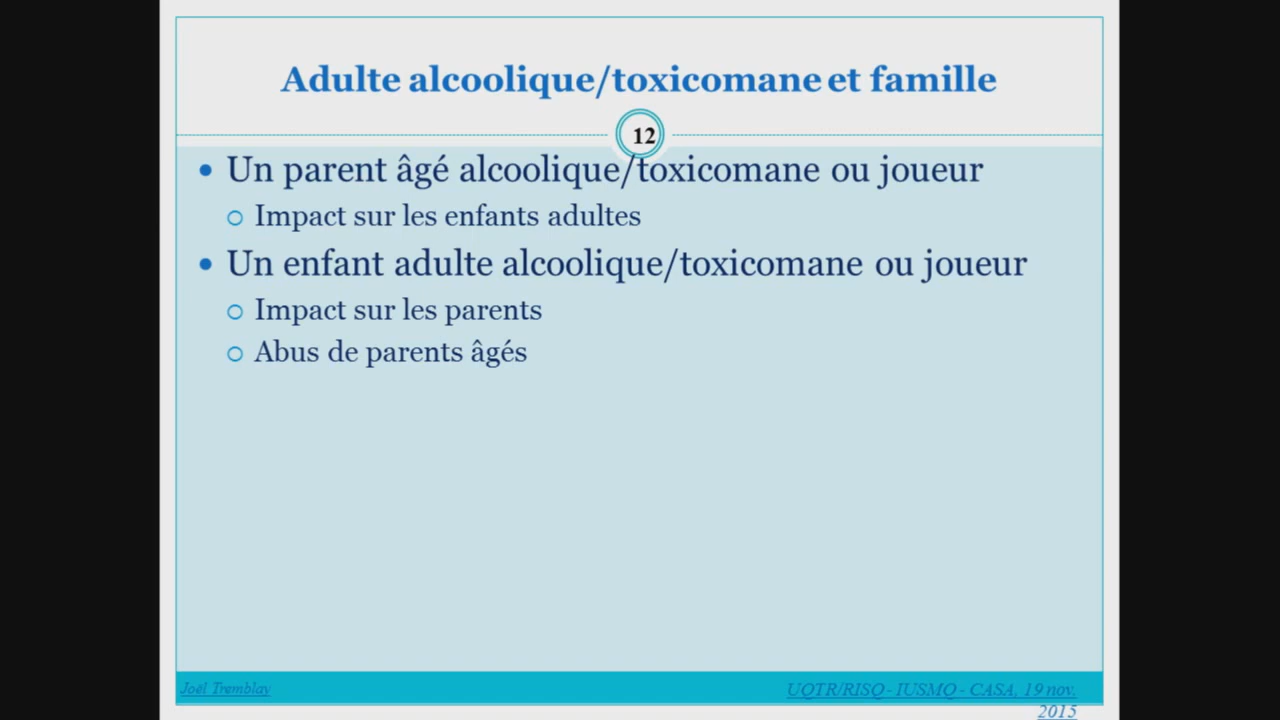 Adulte alcoolique/toxicomane et famille
12
Un parent âgé alcoolique/toxicomane ou joueur
Impact sur les enfants adultes
Un enfant adulte alcoolique/toxicomane ou joueur
Impact sur les parents
Abus de parents âgés
Joël Tremblay
UQTR/RISQ - IUSMQ - CASA, 19 nov.
2015